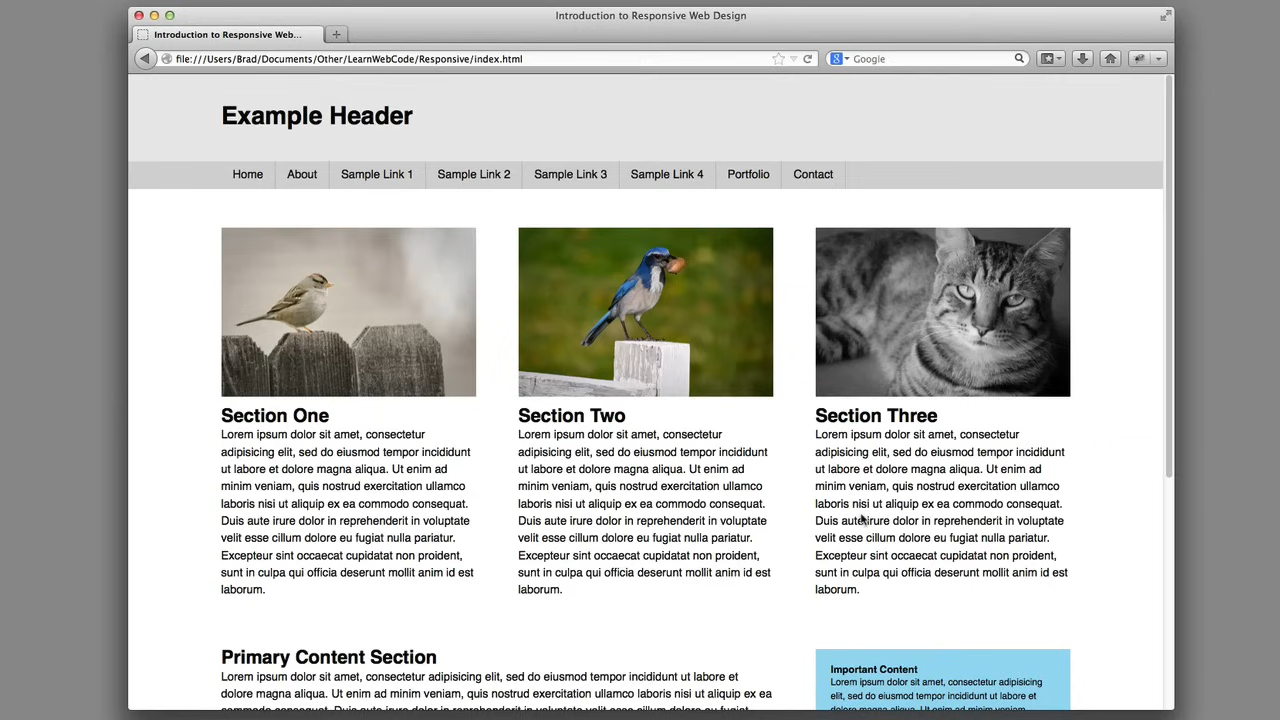 Introduction to Responsive Web Design
Introduction to Responsive Web...
file:///Users/Brad/Documents/Other/LearnWebCode/Responsive/index.html
Google
Example Header
Home About Sample Link 1 Sample Link 2 Sample Link 3 Sample Link 4 Portfolio Contact
Section One
Lorem ipsum dolor sit amet, consectetur
adipisicing elit, sed do eiusmod tempor incididunt
ut labore et dolore magna aliqua. Ut enim ad
minim veniam, quis nostrud exercitation ullamco
laboris nisi ut aliquip ex ea commodo consequat.
Duis aute irure dolor in reprehenderit in voluptate
velit esse cillum dolore eu fugiat nulla pariatur.
Excepteur sint occaecat cupidatat non proident,
sunt in culpa qui officia deserunt mollit anim id est
laborum.
Section Two
Lorem ipsum dolor sit amet, consectetur
adipisicing elit, sed do eiusmod tempor incididunt
ut labore et dolore magna aliqua. Ut enim ad
minim veniam, quis nostrud exercitation ullamco
laboris nisi ut aliquip ex ea commodo consequat.
Duis aute irure dolor in reprehenderit in voluptate
velit esse cillum dolore eu fugiat nulla pariatur.
Excepteur sint occaecat cupidatat non proident,
sunt in culpa qui officia deserunt mollit anim id est
laborum.
Section Three
Lorem ipsum dolor sit amet, consectetur
adipisicing elit, sed do eiusmod tempor incididunt
ut labore et dolore magna aliqua. Ut enim ad
minim veniam, quis nostrud exercitation ullamco
laboris nisi ut aliquip ex ea commodo consequat.
Duis aute irure dolor in reprehenderit in voluptate
velit esse cillum dolore eu fugiat nulla pariatur.
Excepteur sint occaecat cupidatat non proident,
sunt in culpa qui officia deserunt mollit anim id est
laborum.
Primary Content Section
Lorem ipsum dolor sit amet, consectetur adipisicing elit, sed do eiusmod tempor incididunt ut labore et
dolore magna aliqua. Ut enim ad minim veniam, quis nostrud exercitation ullamco laboris nisi ut aliquip ex ea
Important Content
Lorem ipsum dolor sit amet, consectetur adipisicing
elit, sed do eiusmod tempor incididunt ut labore et